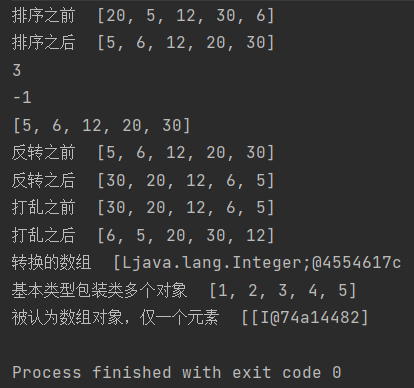 排序之前  [20, 5, 12, 30, 6]
排序之后  [5, 6, 12, 20, 30]
3
-1
[5, 6, 12, 20, 30]
反转之前  [5, 6, 12, 20, 30]
反转之后  [30, 20, 12, 6, 5]
打乱之前  [30, 20, 12, 6, 5]
打乱之后  [6, 5, 20, 30, 12]
转换的数组  [Ljava.lang.Integer;@4554617c
基本类型包装类多个对象  [1, 2, 3, 4, 5]
被认为数组对象，仅一个元素  [[I@74a14482]
Process finished with exit code 0